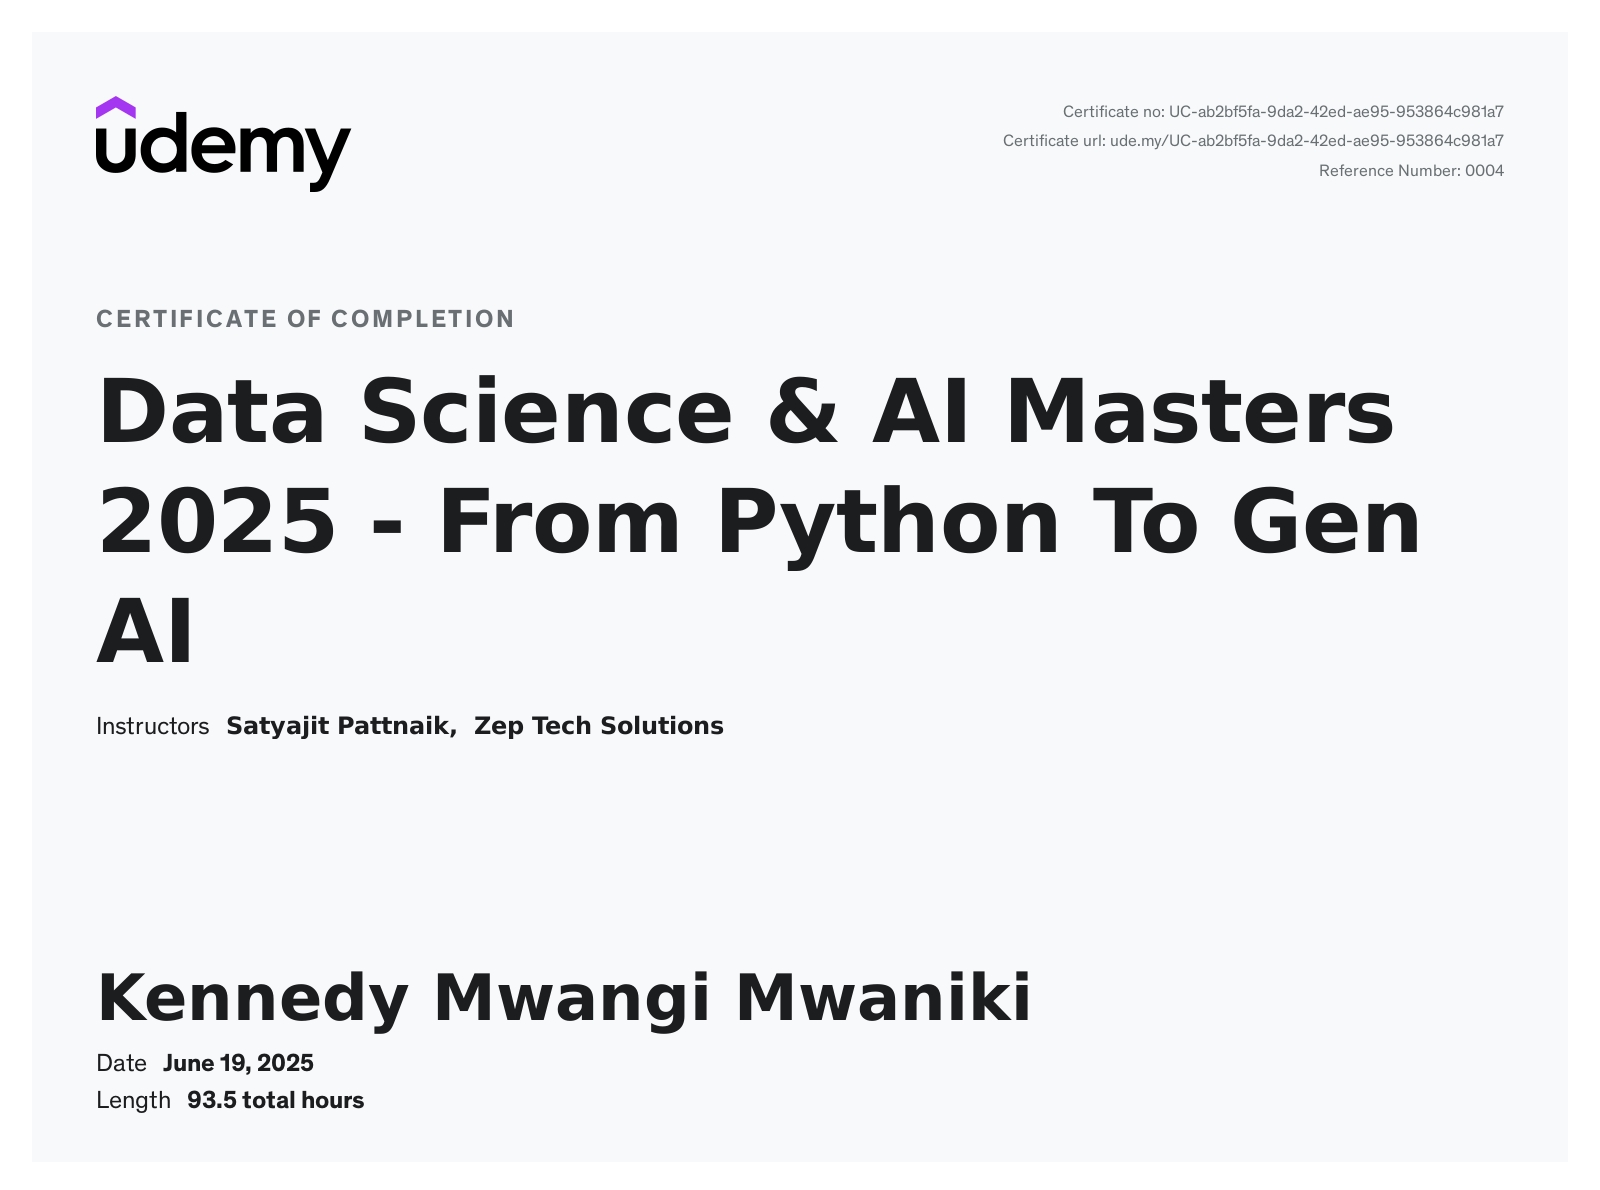 udemy
Certificate no: UC-ab2bf5fa-9da2-42ed-ae95-953864c981a7
Certificate url: ude.my/UC-ab2bf5fa-9da2-42ed-ae95-953864c981a7
Reference Number: 0004
CERTIFICATE OF COMPLETION
Data Science & AI Masters
2025 - From Python To Gen
AI
Instructors Satyajit Pattnaik, Zep Tech Solutions
Kennedy Mwangi Mwaniki
Date June 19, 2025
Length 93.5 total hours